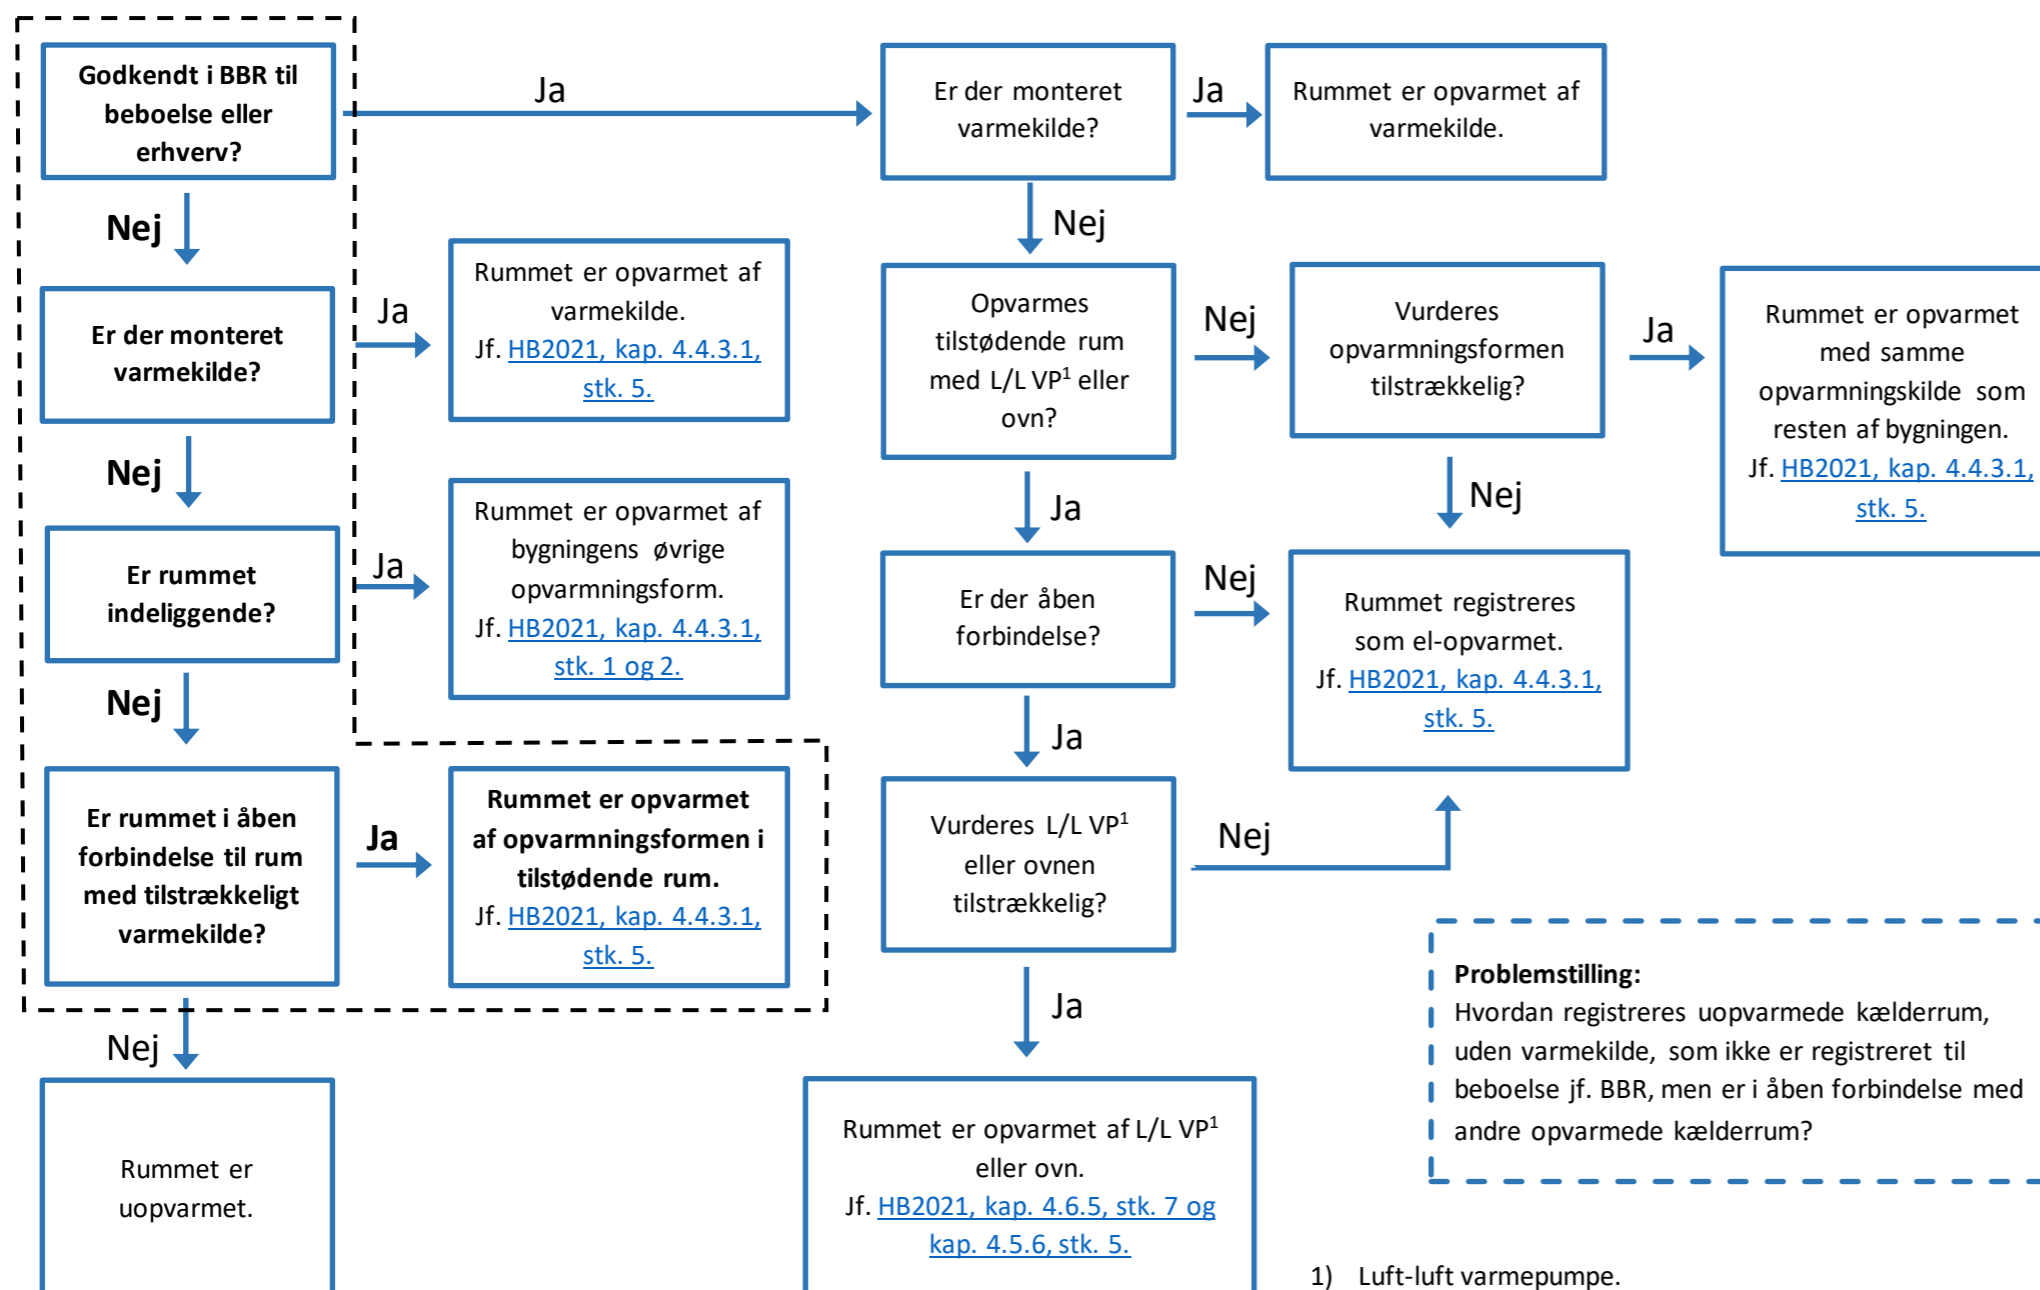 Godkendt i BBR til
beboelse eller
erhverv?
Ja
Er der monteret
varmekilde?
Ja
Rummet er opvarmet af
varmekilde.
Nej
Nej
Er der monteret
varmekilde?
Ja
Rummet er opvarmet af
varmekilde.
Jf. HB2021, kap. 4.4.3.1,
stk. 5.
Opvarmes
tilstødende rum
med L/L VP¹ eller
ovn?
Nej
Vurderes
opvarmningsformen
tilstrækkelig?
Ja
Rummet er opvarmet
med samme
opvarmningskilde som
resten af bygningen.
Jf. HB2021, kap. 4.4.3.1,
stk. 5.
Nej
Ja
Nej
Er rummet
indeliggende?
Ja
Rummet er opvarmet af
bygningens øvrige
opvarmningsform.
Jf. HB2021, kap. 4.4.3.1,
stk. 1 og 2.
Er der åben
forbindelse?
Nej
Rummet registreres
som el-opvarmet.
Jf. HB2021, kap. 4.4.3.1,
stk. 5.
Nej
Ja
Er rummet i åben
forbindelse til rum
med tilstrækkeligt
varmekilde?
Ja
Rummet er opvarmet
af opvarmningsformen i
tilstødende rum.
Jf. HB2021, kap. 4.4.3.1,
stk. 5.
Vurderes L/L VP¹
eller ovnen
tilstrækkelig?
Nej
Nej
Ja
Rummet er
uopvarmet.
Rummet er opvarmet af L/L VP¹
eller ovn.
Jf. HB2021, kap. 4.6.5, stk. 7 og
kap. 4.5.6, stk. 5.
Problemstilling:
Hvordan registreres uopvarmede kælderrum,
uden varmekilde, som ikke er registreret til
beboelse jf. BBR, men er i åben forbindelse med
andre opvarmede kælderrum?
1) Luft-luft varmepumpe.